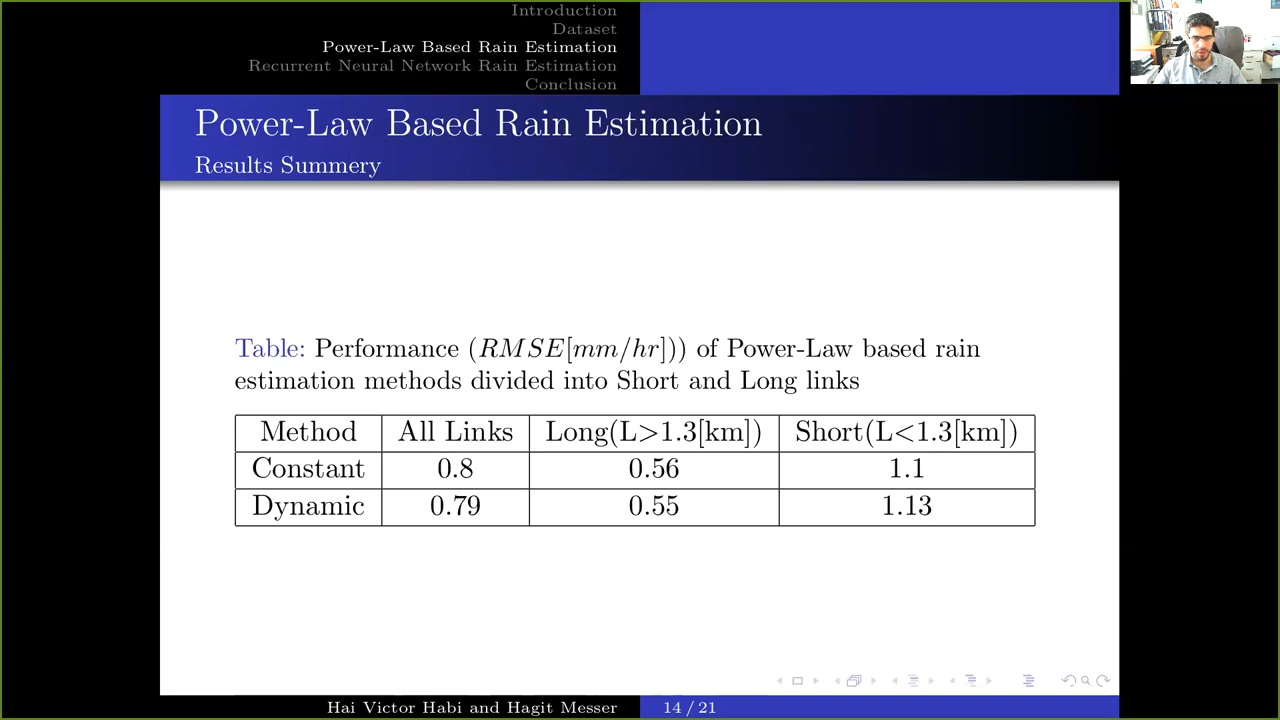 Introduction
Dataset
Power-Law Based Rain Estimation
Recurrent Neural Network Rain Estimation
Conclusion
Power-Law Based Rain Estimation
Results Summery
Table: Performance (RMSE[mm/hr])) of Power-Law based rain
estimation methods divided into Short and Long links
Method All Links Long(L>1.3[km]) Short(L<1.3[km])
Constant 0.8 0.56 1.1
Dynamic 0.79 0.55 1.13
Hai Victor Habi and Hagit Messer 14 / 21